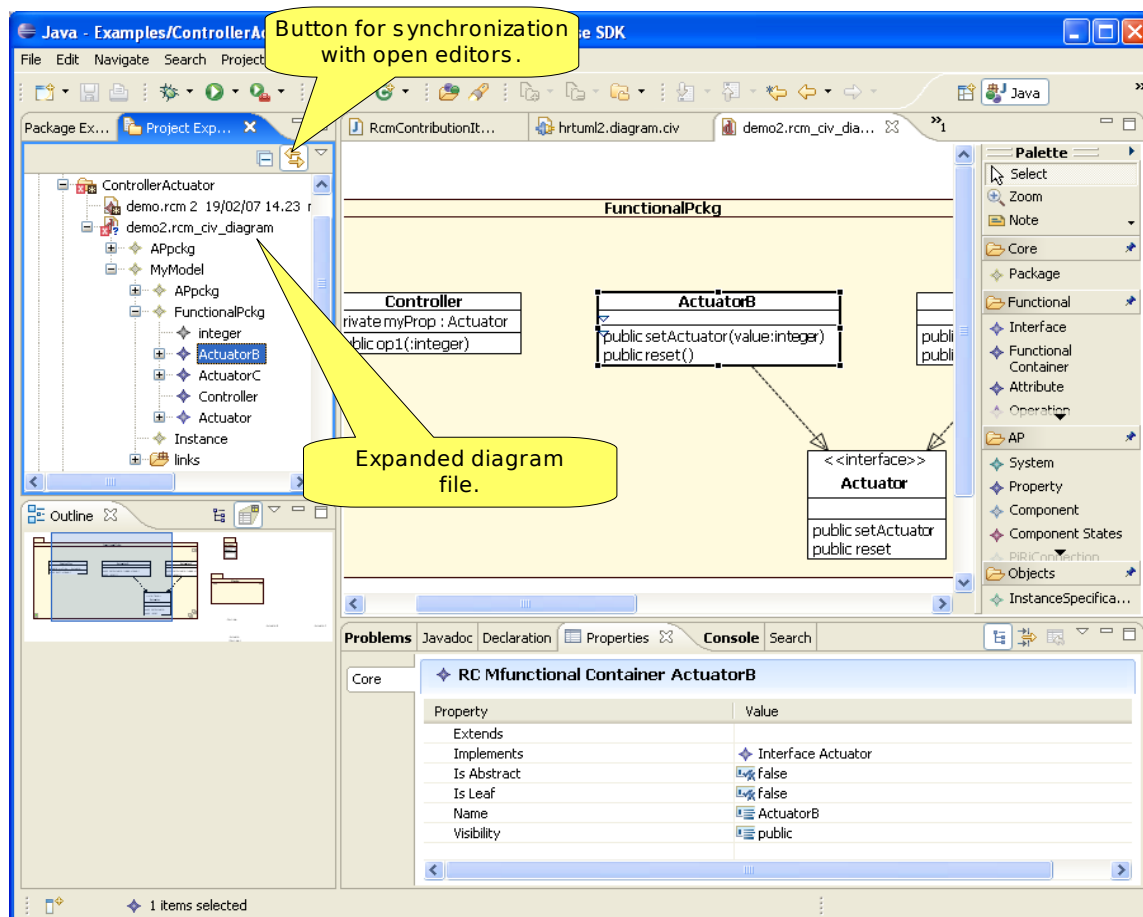 Java - Examples/ControllerAc
se SDK
Button for synchronization
with open editors.
File Edit Navigate Search Project
Java
Package Ex...
Project Exp...
RcmContributionIt...
hrtuml2.diagram.civ
demo2.rcm_civ_dia...
»1
ControllerActuator
demo.rcm 2 19/02/07 14.23
demo2.rcm_civ_diagram
APpckg
MyModel
APpckg
FunctionalPckg
integer
ActuatorB
ActuatorC
Controller
Actuator
Instance
links
Expanded diagram
file.
FunctionalPckg
Controller
rivate myProp : Actuator
blic op1(:integer)
ActuatorB
public setActuator(value:integer)
public reset()
publi
publi
<<interface>>
Actuator
public setActuator
public reset
Palette
Select
Zoom
Note
Core
Package
Functional
Interface
Functional
Container
Attribute
Operation
AP
System
Property
Component
Component States
PiRiConnection
Objects
InstanceSpecifica...
Outline
Problems Javadoc Declaration Properties Console Search
Core
RC Mfunctional Container ActuatorB
Property Value
Extends
Implements Interface Actuator
Is Abstract false
Is Leaf false
Name ActuatorB
Visibility public
1 items selected